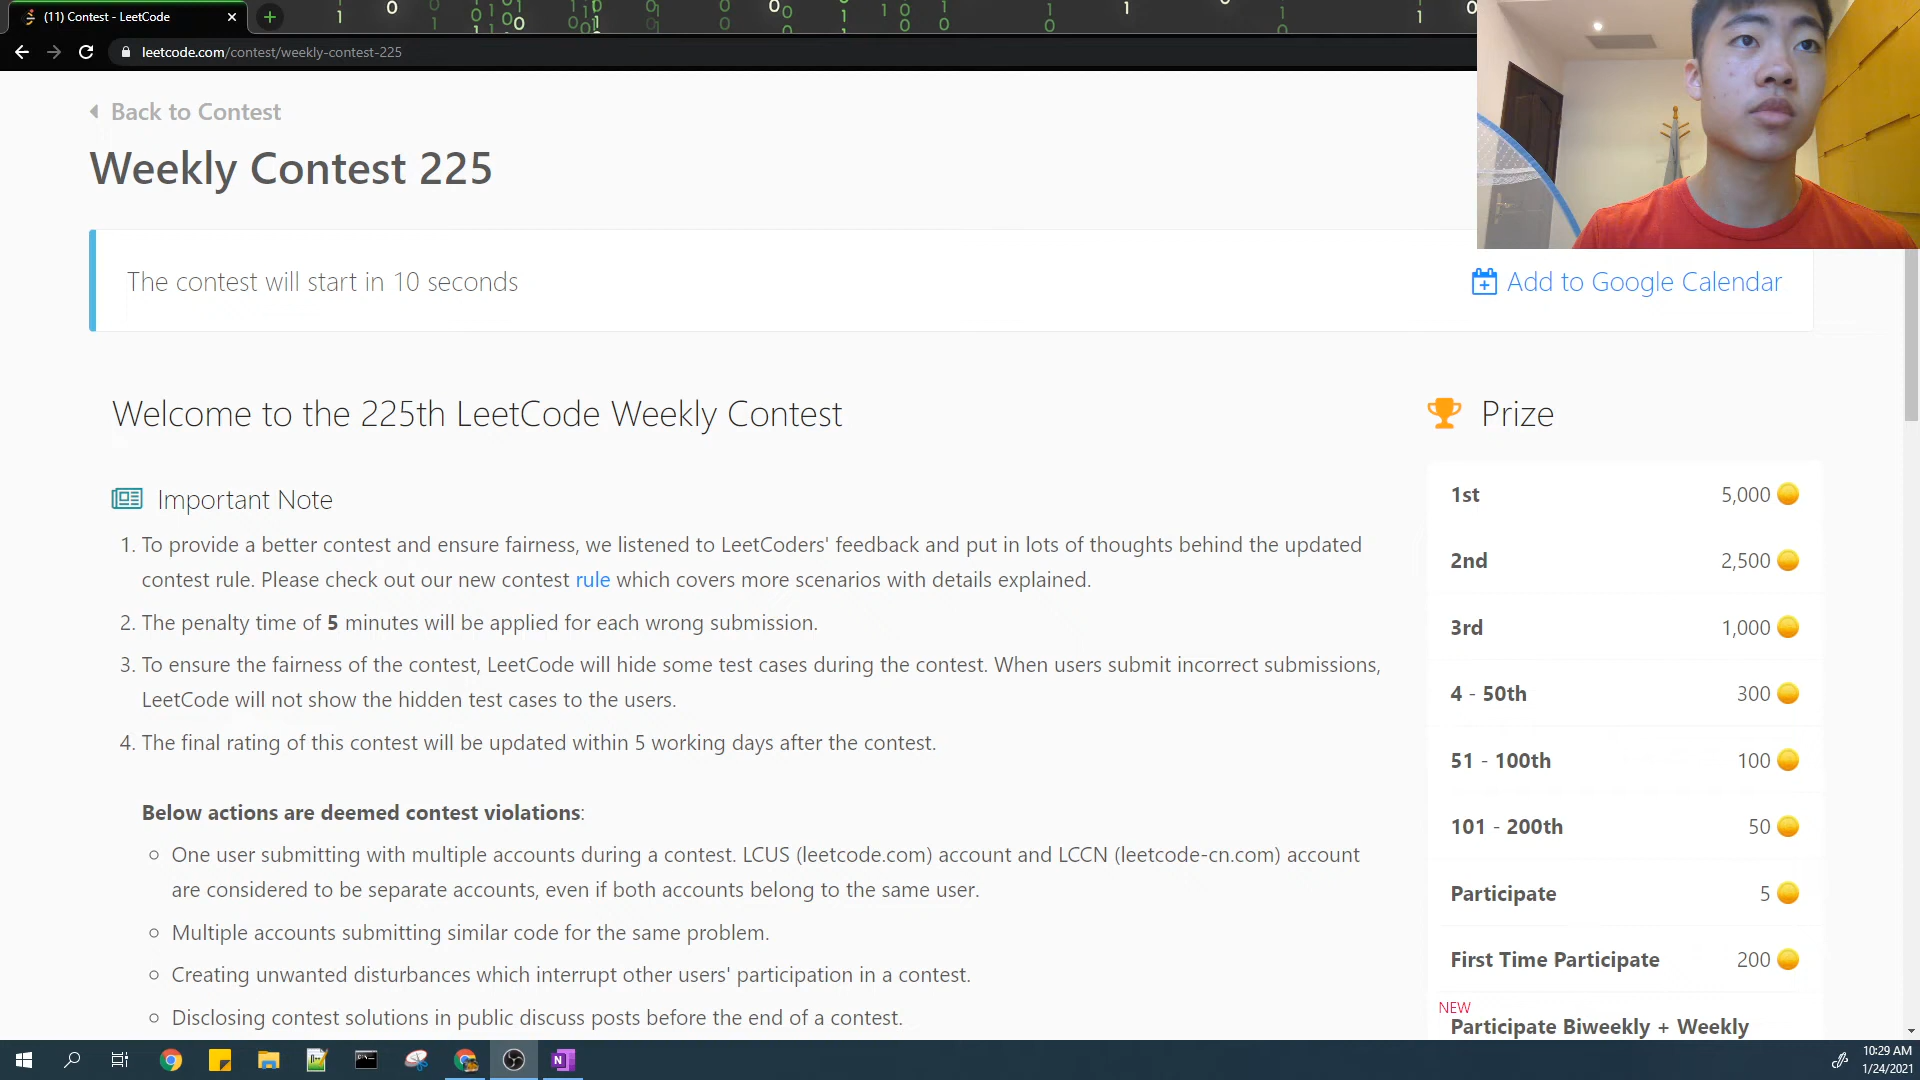 (11) Contest - LeetCode
leetcode.com/contest/weekly-contest-225
Back to Contest
Weekly Contest 225
The contest will start in 10 seconds
Add to Google Calendar
Welcome to the 225th LeetCode Weekly Contest
Important Note
1. To provide a better contest and ensure fairness, we listened to LeetCoders' feedback and put in lots of thoughts behind the updated
contest rule. Please check out our new contest rule which covers more scenarios with details explained.
2. The penalty time of 5 minutes will be applied for each wrong submission.
3. To ensure the fairness of the contest, LeetCode will hide some test cases during the contest. When users submit incorrect submissions,
LeetCode will not show the hidden test cases to the users.
4. The final rating of this contest will be updated within 5 working days after the contest.
Below actions are deemed contest violations:
One user submitting with multiple accounts during a contest. LCUS (leetcode.com) account and LCCN (leetcode-cn.com) account
are considered to be separate accounts, even if both accounts belong to the same user.
Multiple accounts submitting similar code for the same problem.
Creating unwanted disturbances which interrupt other users' participation in a contest.
Disclosing contest solutions in public discuss posts before the end of a contest.
Prize
1st 5,000
2nd 2,500
3rd 1,000
4 - 50th 300
51 - 100th 100
101 - 200th 50
Participate 5
First Time Participate 200
NEW
Participate Biweekly + Weekly
10:29 AM
1/24/2021